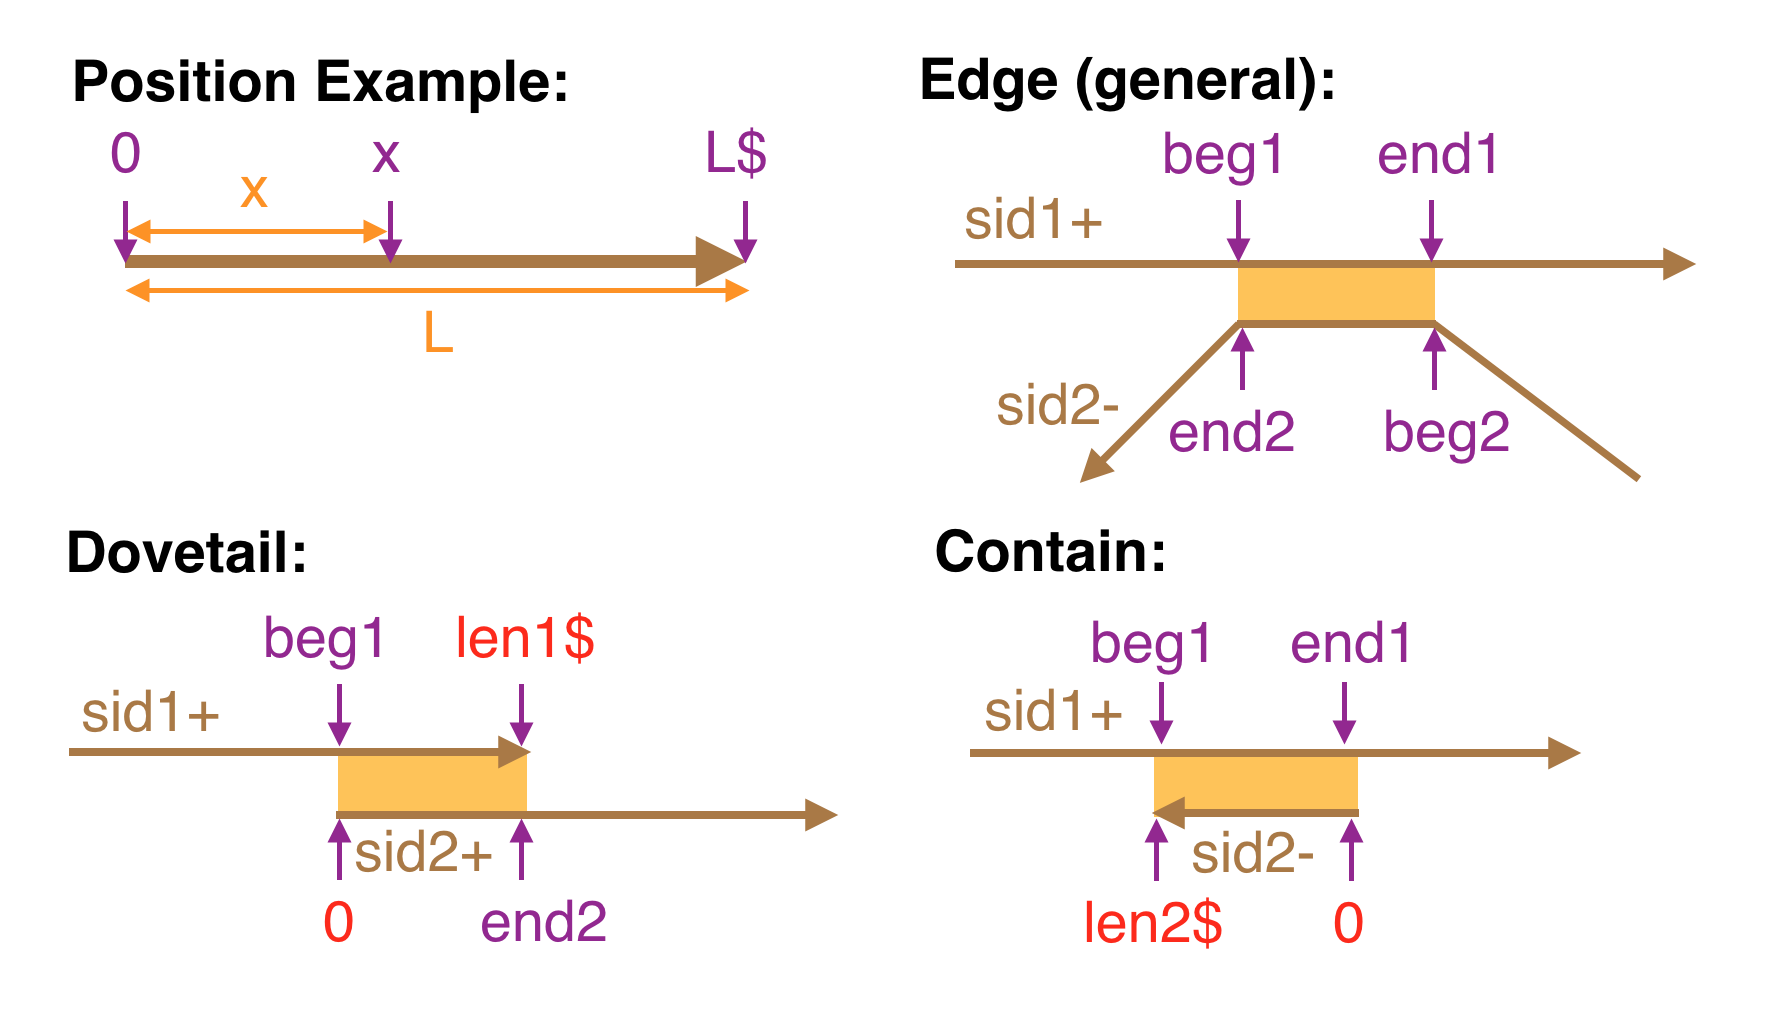 Position Example:
0 x L$
x
L
Edge (general):
beg1 end1
sid1+
sid2-
end2 beg2
Dovetail:
beg1 len1$
sid1+
sid2+
0 end2
Contain:
beg1 end1
sid1+
sid2-
len2$ 0